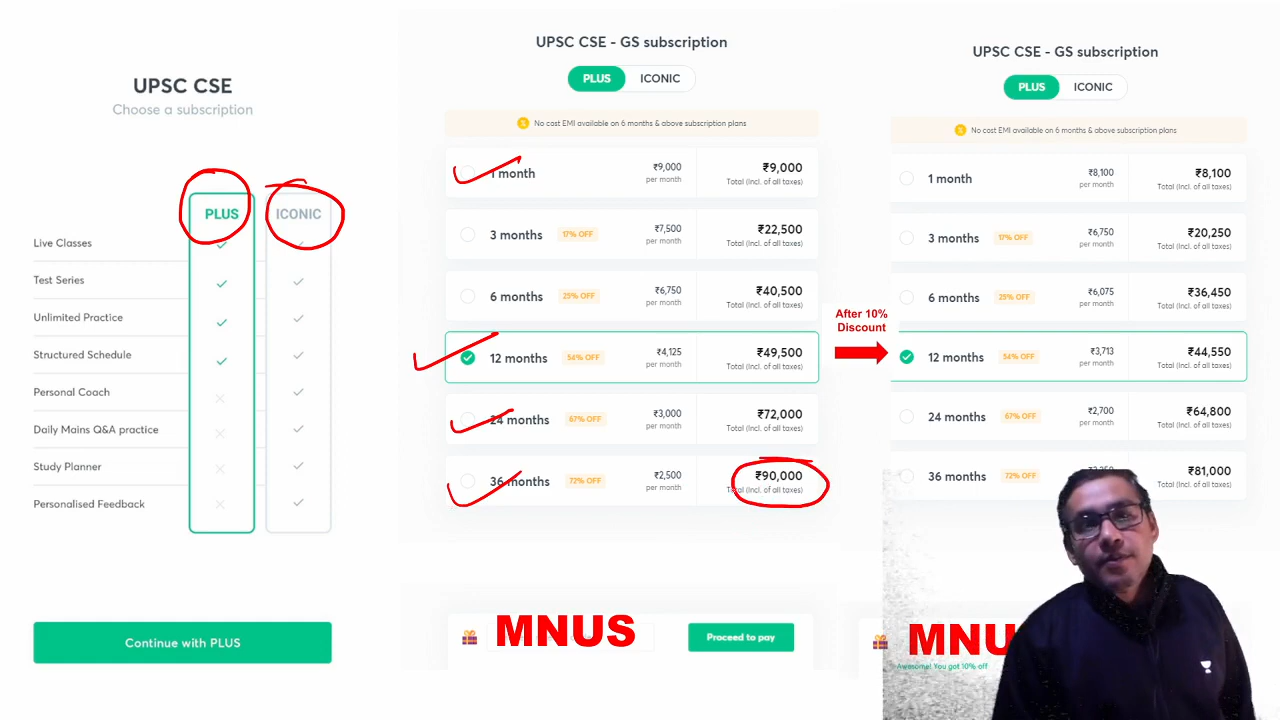 UPSC CSE
Choose a subscription
PLUS
ICONIC
Live Classes
Test Series
Unlimited Practice
Structured Schedule
Personal Coach
Daily Mains Q&A practice
Study Planner
Personalised Feedback
Continue with PLUS
UPSC CSE - GS subscription
PLUS
ICONIC
No cost EMI available on 6 months & above subscription plans
1 month
₹9,000
per month
₹9,000
Total (Incl. of all taxes)
3 months
17% OFF
₹7,500
per month
₹22,500
Total (Incl. of all taxes)
6 months
25% OFF
₹6,750
per month
₹40,500
Total (Incl. of all taxes)
12 months
54% OFF
₹4,125
per month
₹49,500
Total (Incl. of all taxes)
24 months
67% OFF
₹3,000
per month
₹72,000
Total (Incl. of all taxes)
36 months
72% OFF
₹2,500
per month
₹90,000
Total (Incl. of all taxes)
MNUS
Proceed to pay
After 10%
Discount
UPSC CSE - GS subscription
PLUS
ICONIC
No cost EMI available on 6 months & above subscription plans
1 month
₹8,100
per month
₹8,100
Total (Incl. of all taxes)
3 months
17% OFF
₹6,750
per month
₹20,250
Total (Incl. of all taxes)
6 months
25% OFF
₹6,075
per month
₹36,450
Total (Incl. of all taxes)
12 months
54% OFF
₹3,713
per month
₹44,550
Total (Incl. of all taxes)
24 months
67% OFF
₹2,700
per month
₹64,800
Total (Incl. of all taxes)
36 months
72% OFF
₹81,000
Total (Incl. of all taxes)
MNUS
Awesome! You got 10% off